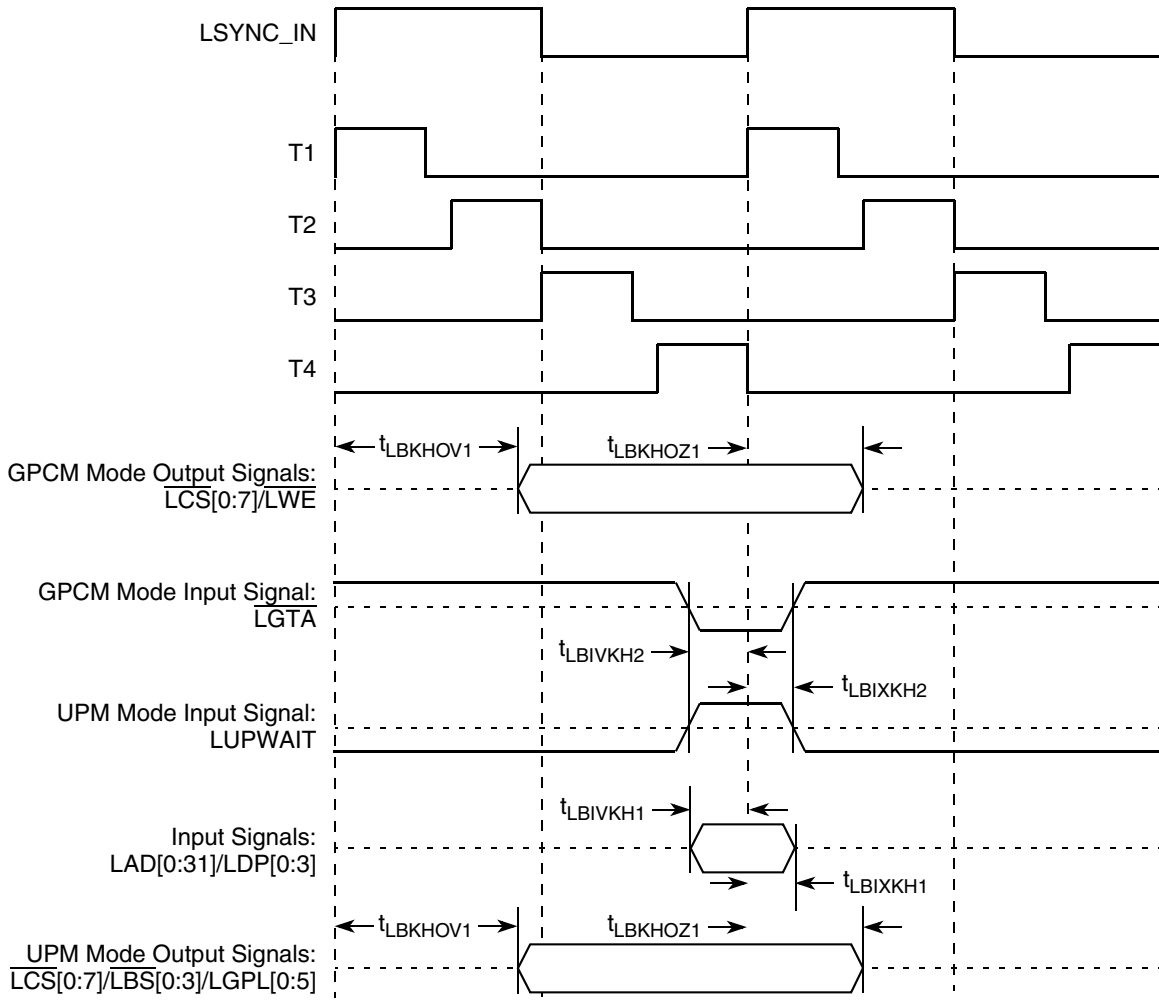 LSYNC_IN
T1
T2
T3
T4
tLBKHOV1
tLBKHOZ1
GPCM Mode Output Signals:
LCS[0:7]/LWE
GPCM Mode Input Signal:
LGTA
tLBIVKH2
tLBIXKH2
UPM Mode Input Signal:
LUPWAIT
tLBIVKH1
Input Signals:
LAD[0:31]/LDP[0:3]
tLBIXKH1
tLBKHOV1
tLBKHOZ1
UPM Mode Output Signals:
LCS[0:7]/LBS[0:3]/LGPL[0:5]